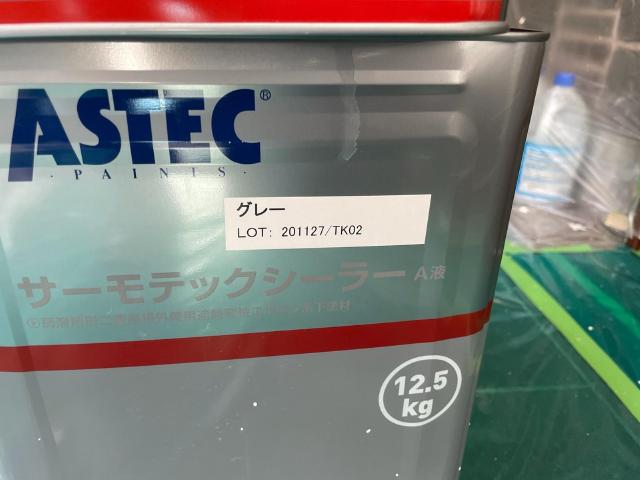 ASTEC®
・PAINTS・
グレー
LOT: 201127/TK02
サーモテックシーラー A液
12.5
kg